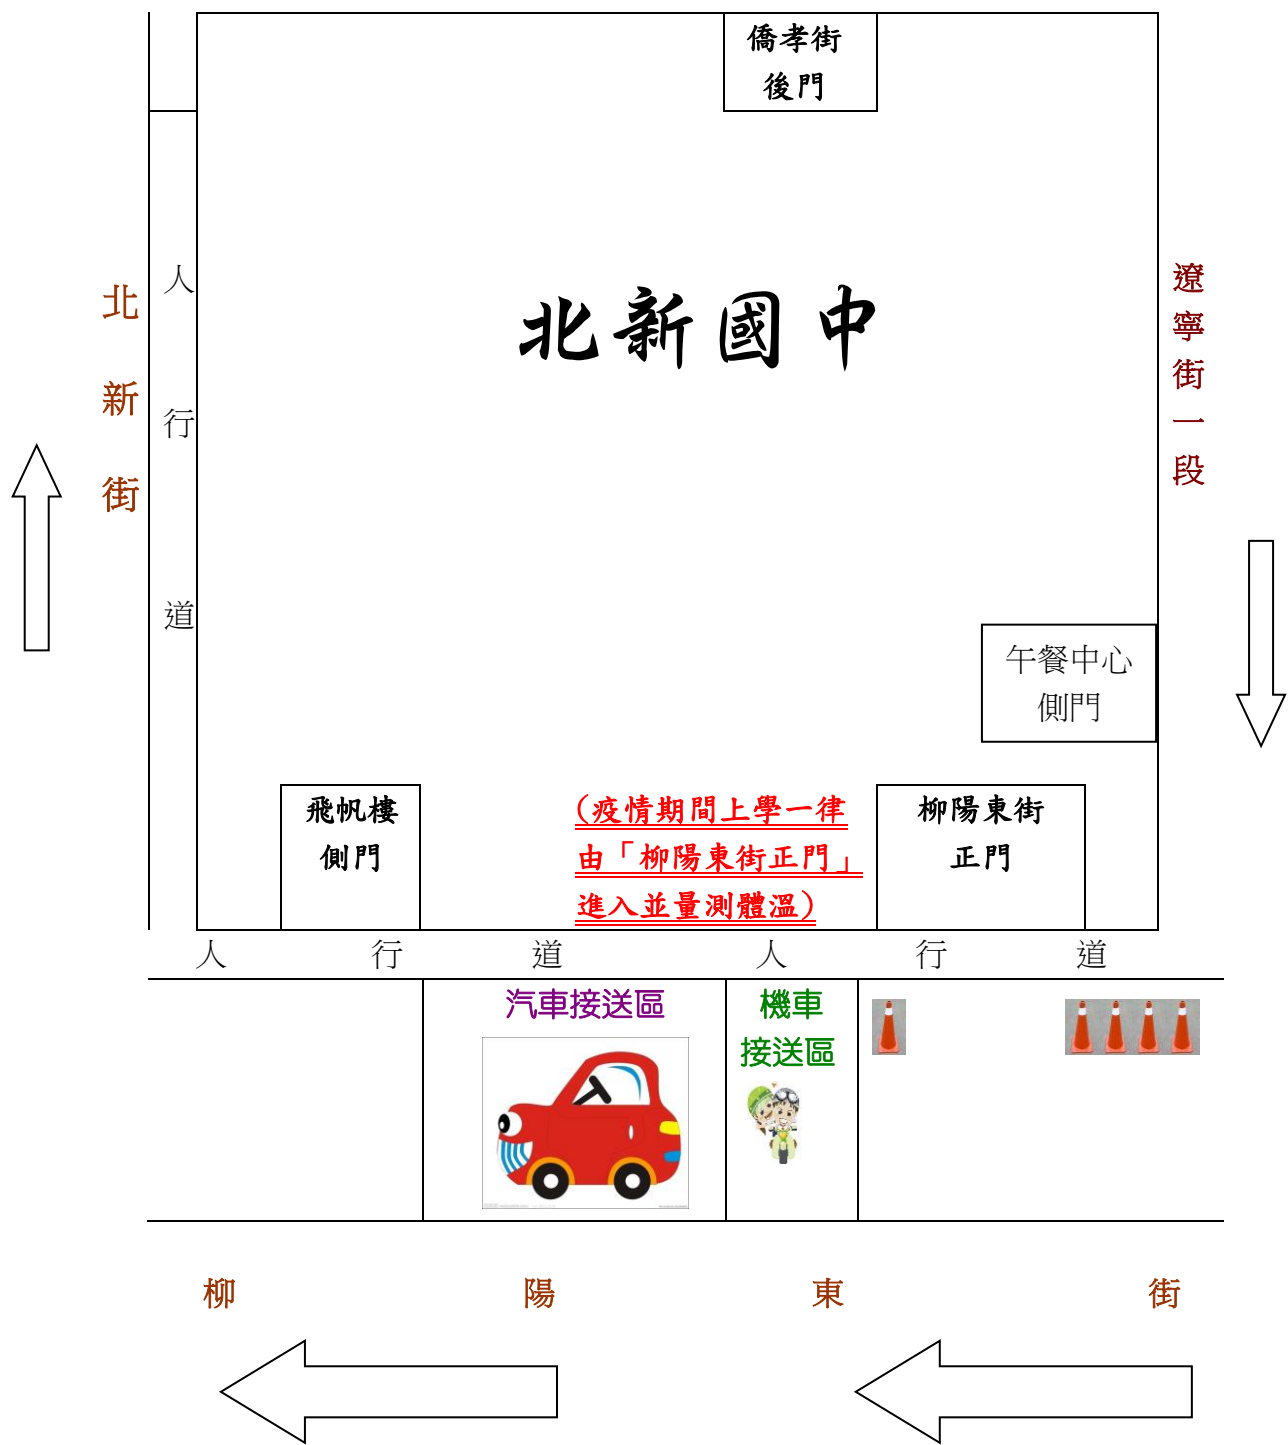 僑孝街
後門
北新街
人行道
北新國中
遼寧街一段
午餐中心
側門
飛帆樓
側門
(疫情期間上學一律
由「柳陽東街正門」
進入並量測體溫)
柳陽東街
正門
人行道 人行道
汽車接送區
機車
接送區
柳陽東街